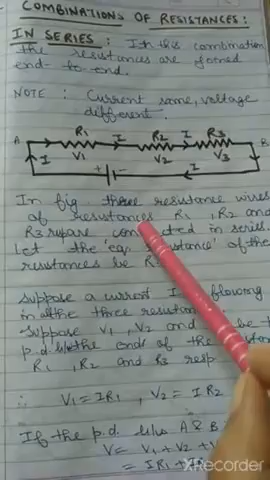 COMBINATIONS OF RESISTANCES:
IN SERIES: In this combination
the resistances are joined
end-to-end.
NOTE: Current same, voltage
different.
A R1 I R2 I R3 B
V1 V2 V3
I I I
In fig. three resistance wires
of resistances R1, R2 and
R3 are connected in series.
Let the 'eq. of the
resistances be
Suppose a current I flowing
in all the three
Suppose V1, V2 and be
p.d. b/w the ends of the
R1, R2 and R3 resp
∴ V1 = IR1, V2 = IR2
If the p.d. b/w A & B
V = V1 + V2 +
= IR1 +
XRecorder